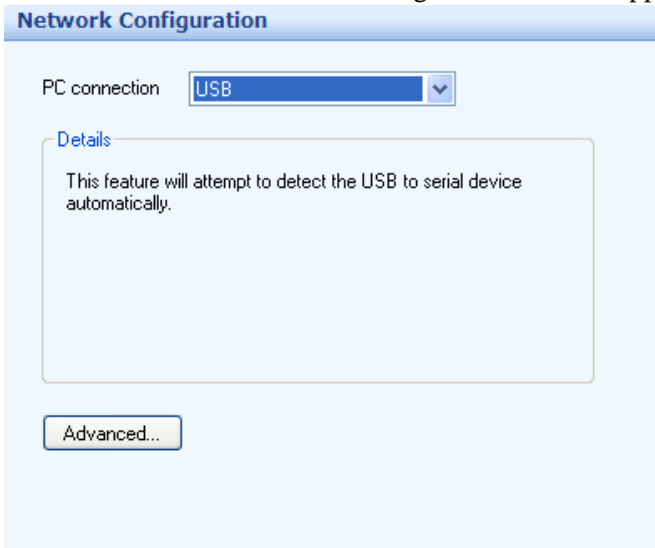 Network Configuration
PC connection USB
Details
This feature will attempt to detect the USB to serial device
automatically.
Advanced...